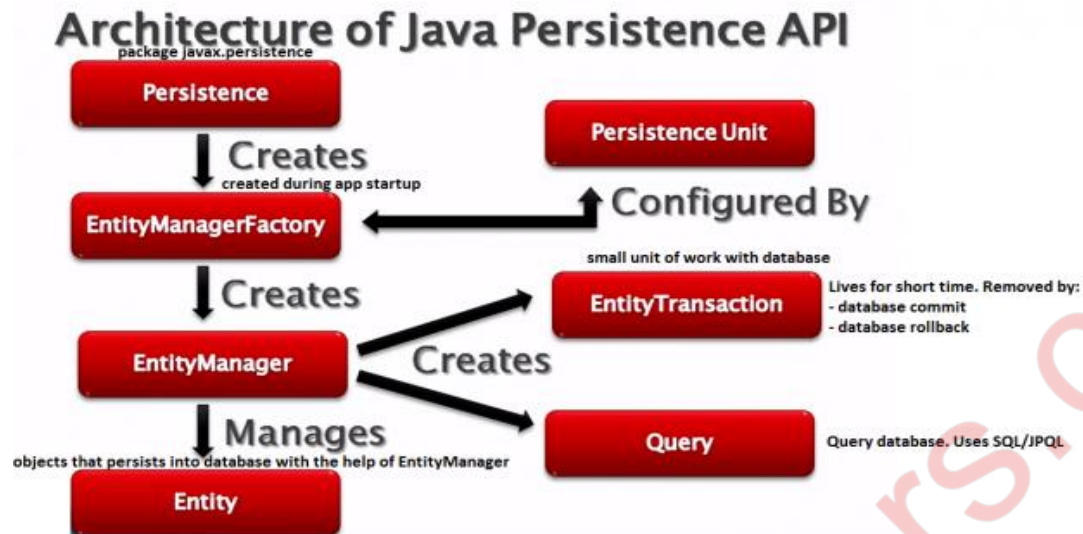 Architecture of Java Persistence API
package javax.persistence
Persistence
Persistence Unit
Creates
created during app startup
Configured By
EntityManagerFactory
small unit of work with database
Creates
EntityTransaction
Lives for short time. Removed by:
- database commit
- database rollback
EntityManager
Creates
Manages
Query
Query database. Uses SQL/JPQL
objects that persists into database with the help of EntityManager
Entity
rs.